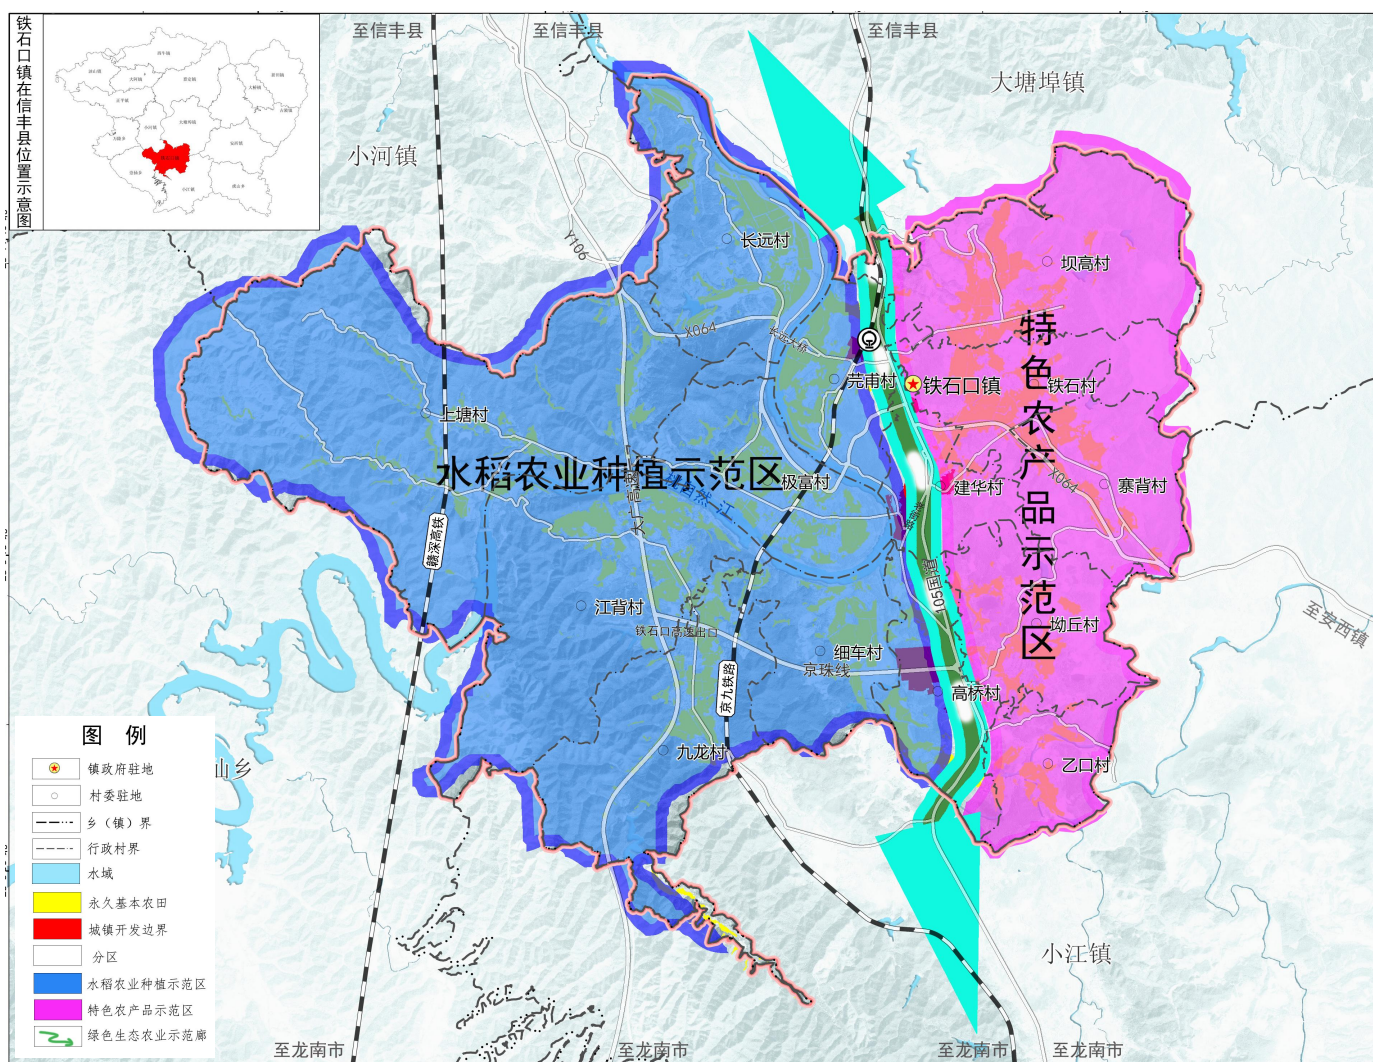 铁石口镇在信丰县位置示意图
至信丰县
至信丰县
至信丰县
大塘埠镇
小河镇
Y106
长远村
坝高村
X064
长远大桥
芫甫村
铁石口镇
铁石村
特色农产品示范区
上塘村
水稻农业种植示范区
极富村
建华村
X064
寨背村
大广高速
赣深高铁
105国道
江背村
铁石口高速出口
坳丘村
至安西镇
细车村
京珠线
京九铁路
高桥村
九龙村
乙口村
小江镇
图 例
镇政府驻地
村委驻地
乡（镇）界
行政村界
水域
永久基本农田
城镇开发边界
分区
水稻农业种植示范区
特色农产品示范区
绿色生态农业示范廊
至龙南市
至龙南市
至龙南市
至龙南市